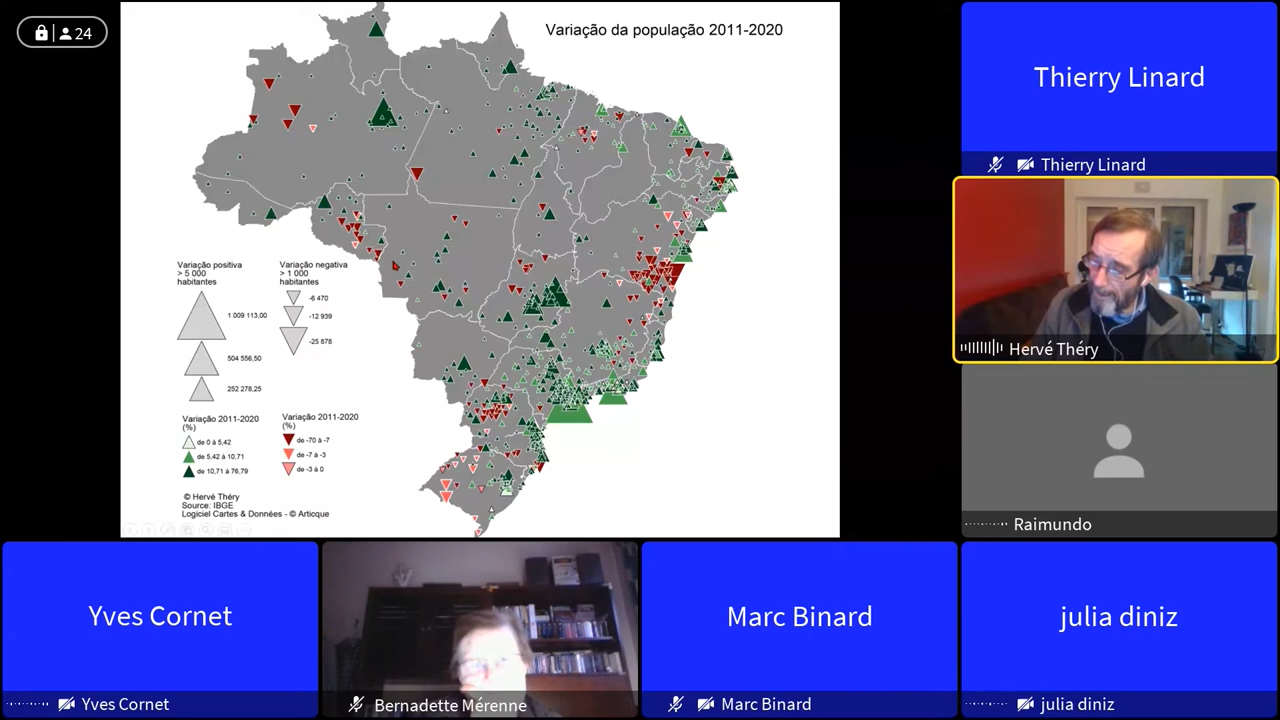 24
Variação da população 2011-2020
Variação positiva
> 5 000
habitantes
1 009 113,00
504 556,50
252 278,25
Variação negativa
> 1 000
habitantes
-6 470
-12 939
-25 878
Variação 2011-2020
(%)
de 0 à 5,42
de 5,42 à 10,71
de 10,71 à 76,79
Variação 2011-2020
(%)
de -70 à -7
de -7 à -3
de -3 à 0
© Hervé Théry
Source: IBGE
Logiciel Cartes & Données - © Articque
Thierry Linard
Thierry Linard
Hervé Théry
Raimundo
Yves Cornet
Yves Cornet
Bernadette Mérenne
Marc Binard
Marc Binard
julia diniz
julia diniz